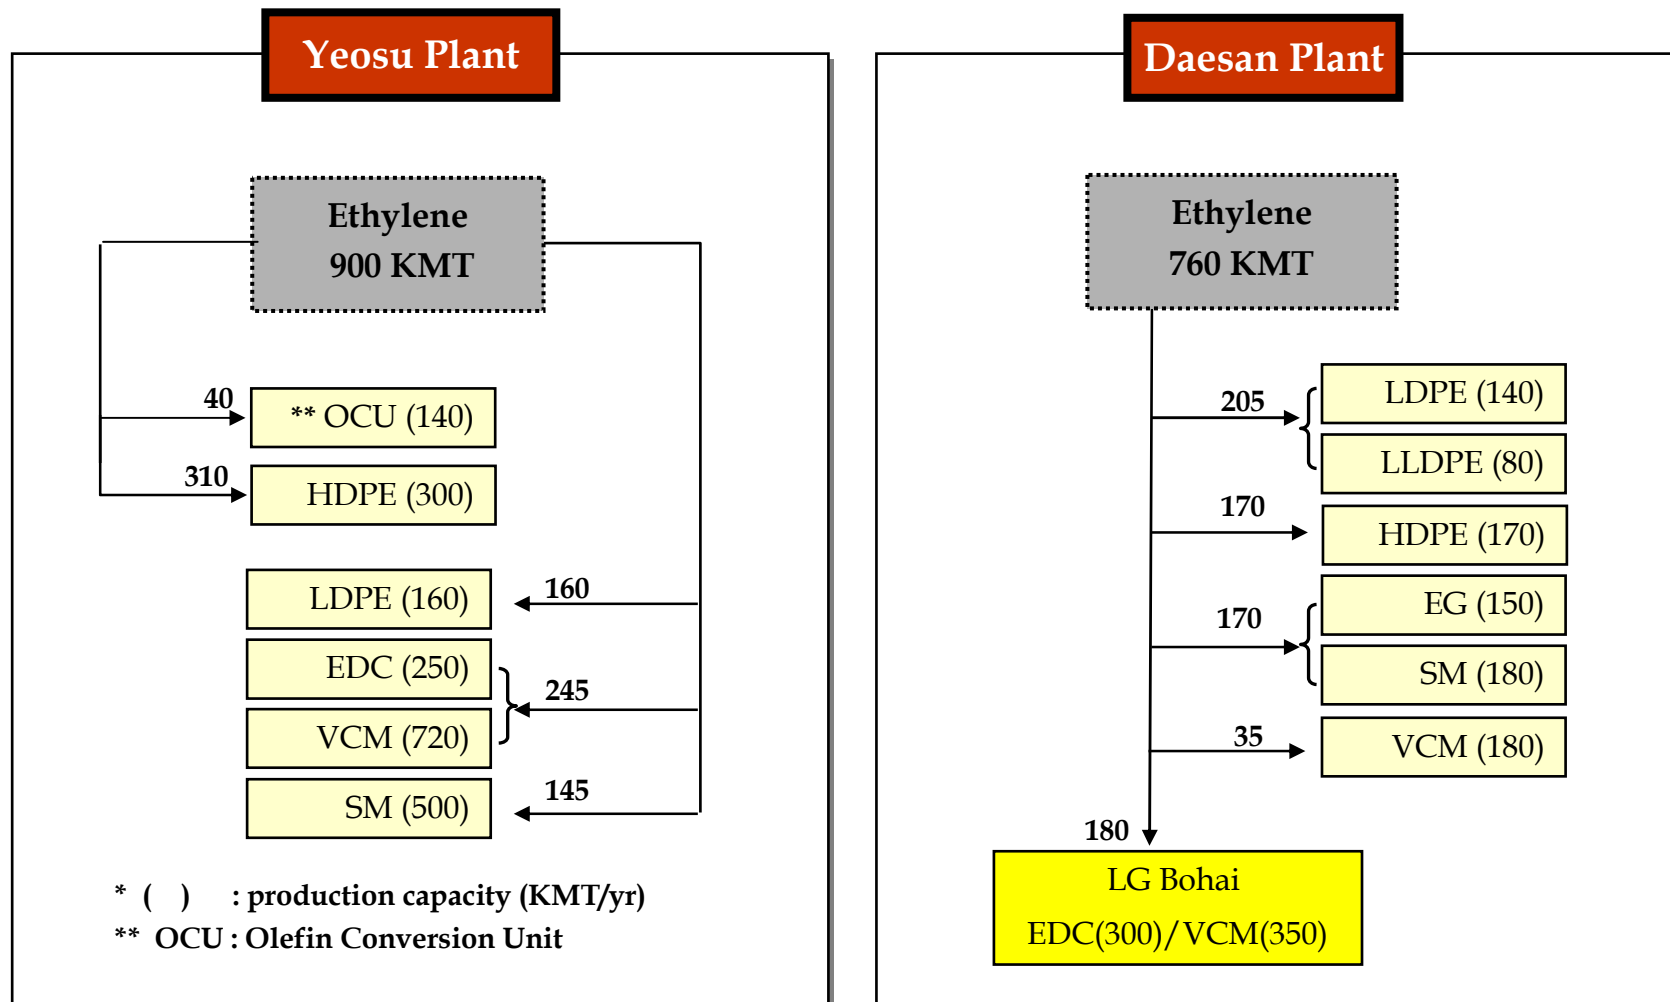 Yeosu Plant
Ethylene
900 KMT
40
** OCU (140)
310
HDPE (300)
LDPE (160)
160
EDC (250)
245
VCM (720)
SM (500)
145
* (   ) : production capacity (KMT/yr)
** OCU : Olefin Conversion Unit
Daesan Plant
Ethylene
760 KMT
205
LDPE (140)
LLDPE (80)
170
HDPE (170)
170
EG (150)
SM (180)
35
VCM (180)
180
LG Bohai
EDC(300)/VCM(350)